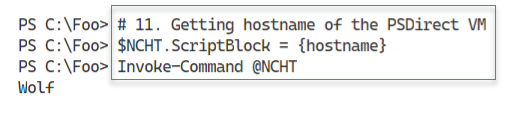 PS C:\Foo> # 11. Getting hostname of the PSDirect VM
PS C:\Foo> $NCHT.ScriptBlock = {hostname}
PS C:\Foo> Invoke-Command @NCHT
Wolf